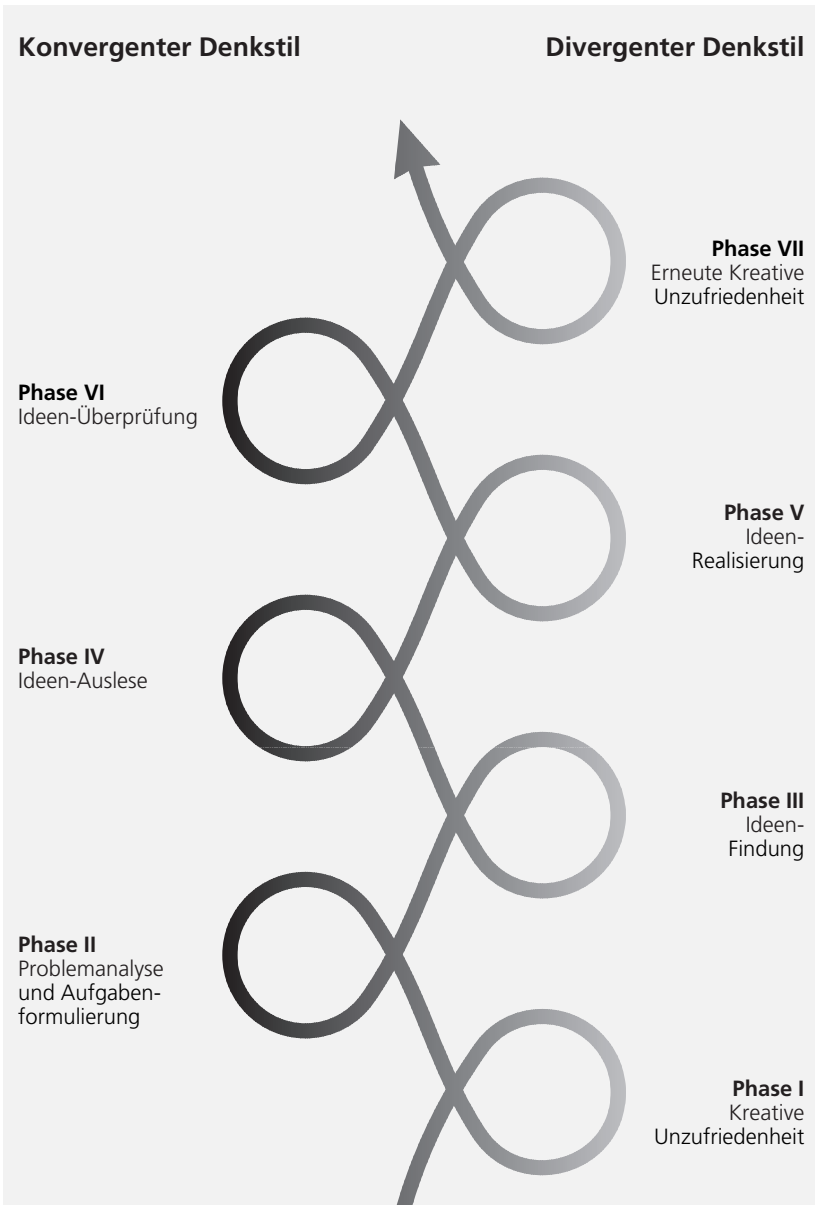 Konvergenter Denkstil
Divergenter Denkstil
Phase VII
Erneute Kreative
Unzufriedenheit
Phase VI
Ideen-Überprüfung
Phase V
Ideen-
Realisierung
Phase IV
Ideen-Auslese
Phase III
Ideen-
Findung
Phase II
Problemanalyse
und Aufgaben-
formulierung
Phase I
Kreative
Unzufriedenheit